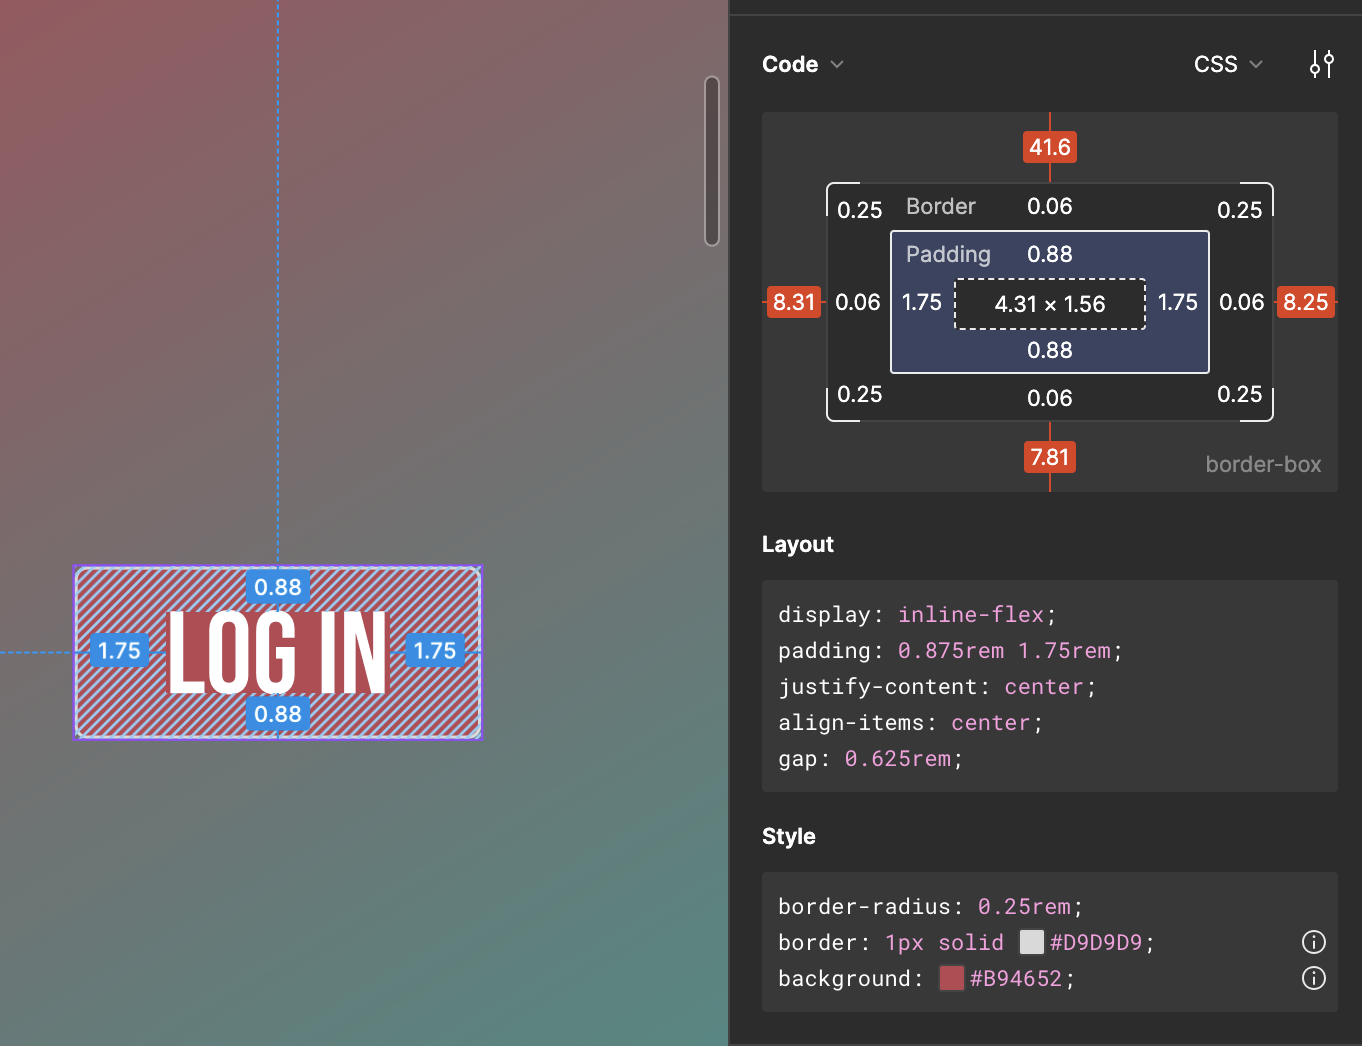 0.88
1.75
LOG IN
1.75
0.88
Code
CSS
41.6
0.25
Border
0.06
0.25
Padding
0.88
8.31
0.06
1.75
4.31 × 1.56
1.75
0.06
8.25
0.88
0.25
0.06
0.25
7.81
border-box
Layout
display: inline-flex;
padding: 0.875rem 1.75rem;
justify-content: center;
align-items: center;
gap: 0.625rem;
Style
border-radius: 0.25rem;
border: 1px solid #D9D9D9;
background: #B94652;